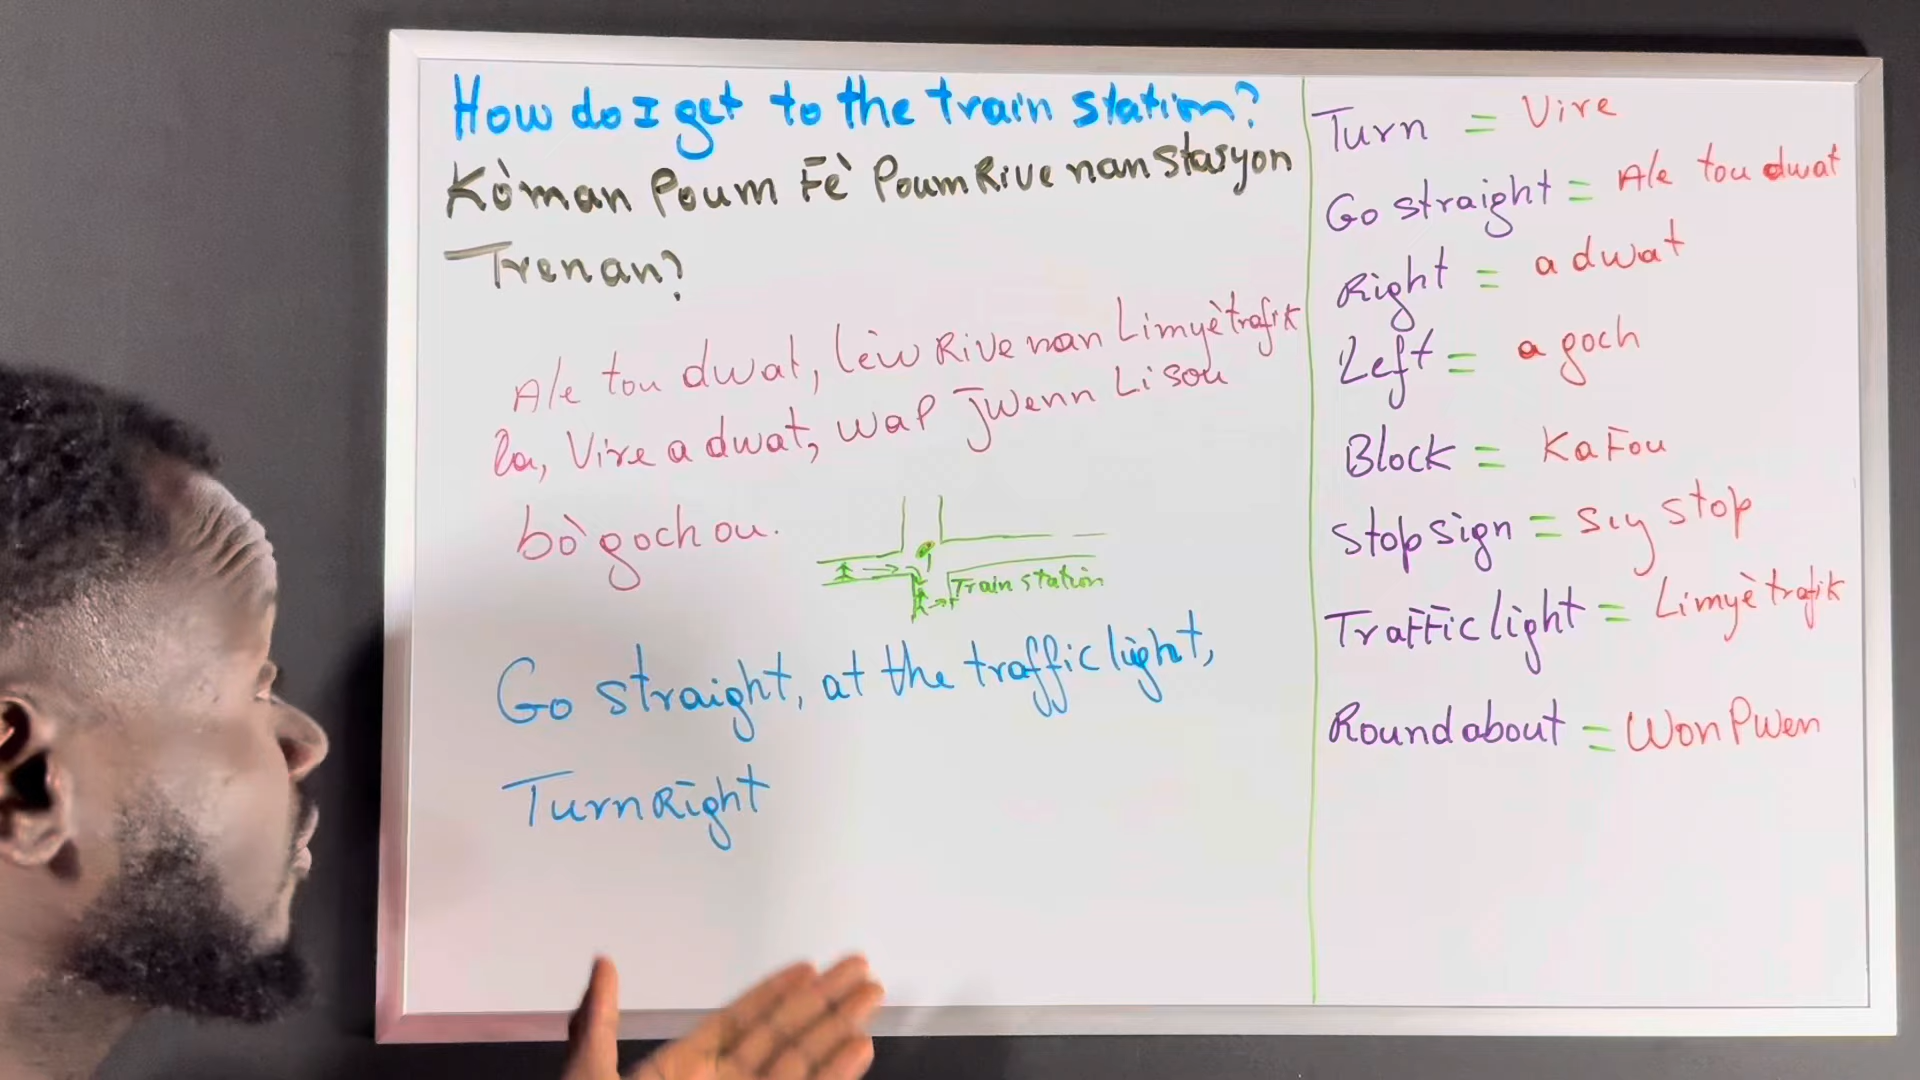 How do I get to the train station?
Kòman Poum Fè Poum Rive nan Stasyon
Trenan?
Ale tou dwat, lèw Rive nan Limyè trafik
la, Vire a dwat, wap jwenn Li sou
bò goch ou.
Train station
Go straight, at the traffic light,
Turn Right
Turn = Vire
Go straight = Ale tou dwat
Right = a dwat
Left = a goch
Block = KaFou
Stop sign = Siy stop
Traffic light = Limyè trafik
Roundabout = Won Pwen